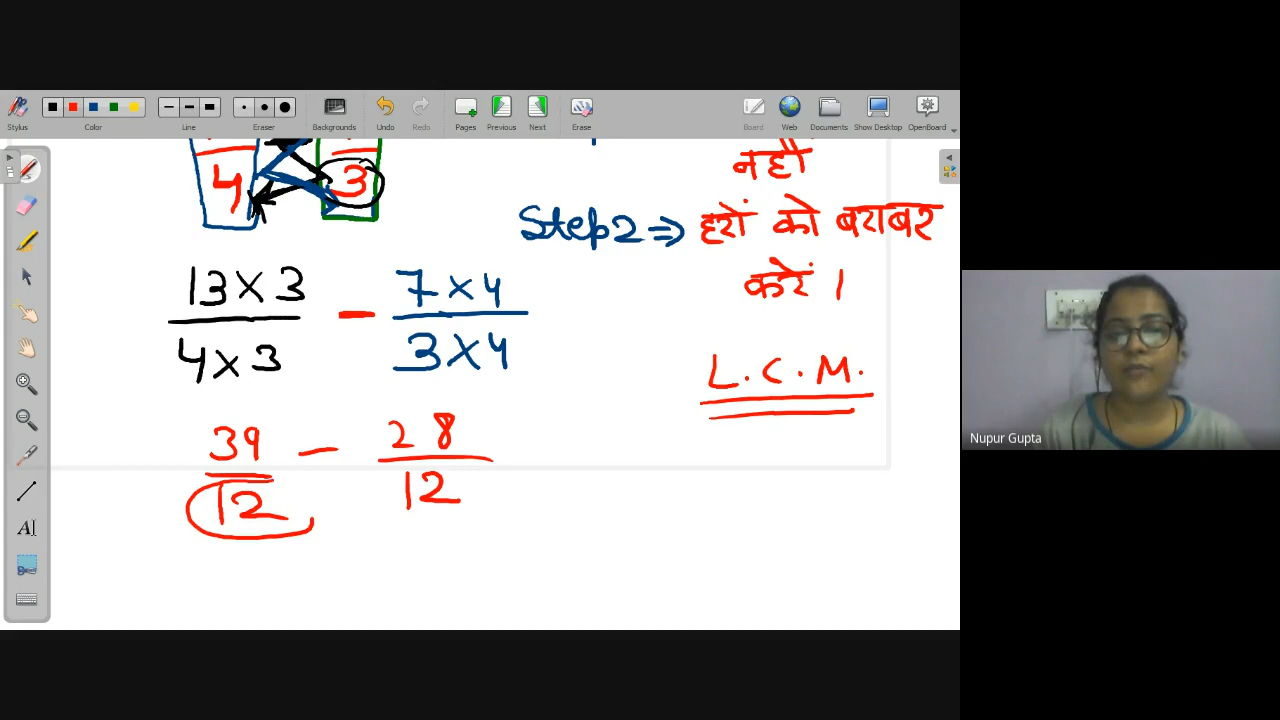 Stylus Color Line Eraser Backgrounds Undo Redo Pages Previous Next Erase Board Web Documents Show Desktop OpenBoard
4 3
नहीं
Step2 ⇒ हरों को बराबर
करें ।
13 × 3 - 7 × 4
4 × 3 3 × 4
L.C.M.
39 - 28
12 12
Nupur Gupta